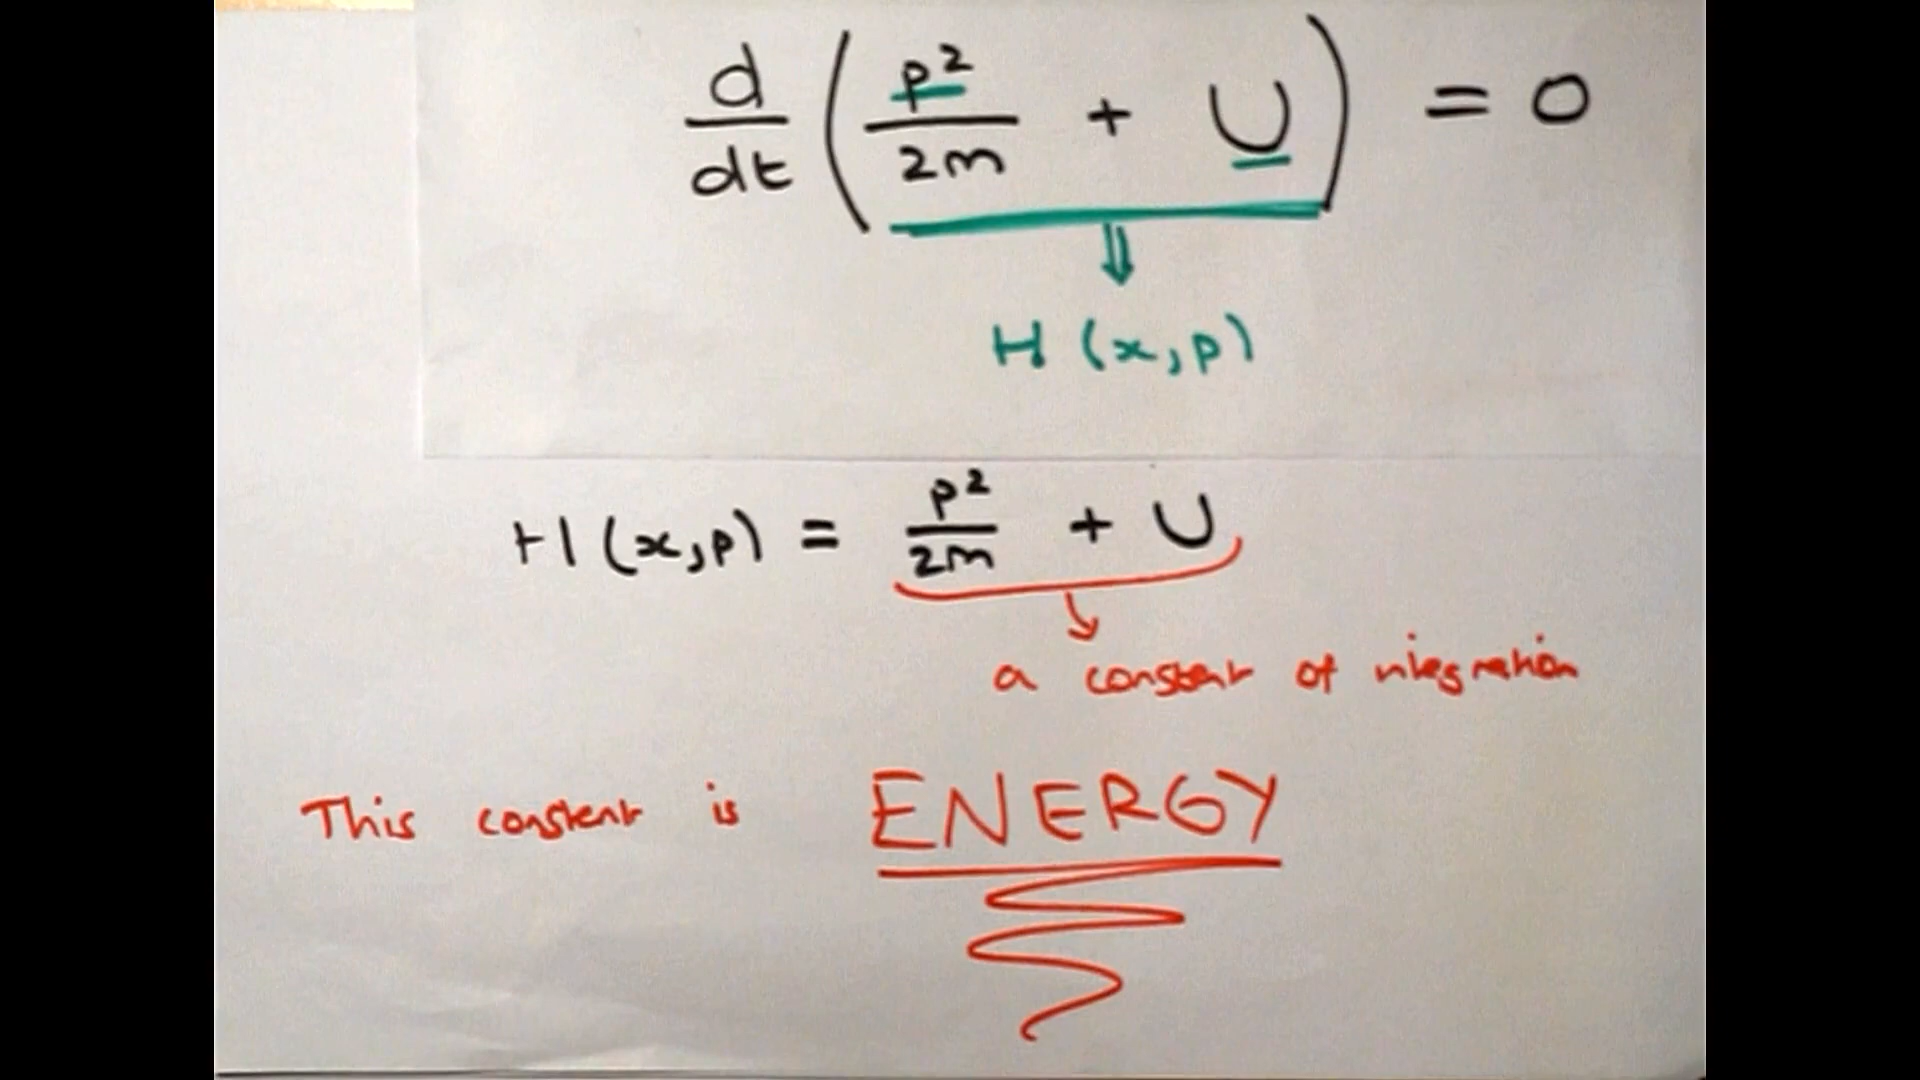 d/dt (p²/2m + U) = 0
H (x,p)
H(x,p) = p²/2m + U
a constant of integration
This constant is ENERGY